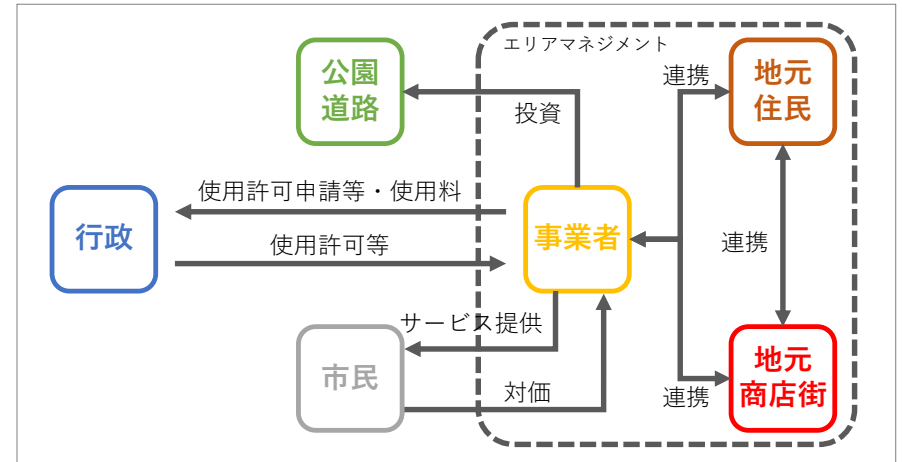 エリアマネジメント
公園
道路
投資
連携
地元
住民
使用許可申請等・使用料
行政
使用許可等
事業者
連携
サービス提供
市民
対価
連携
地元
商店街